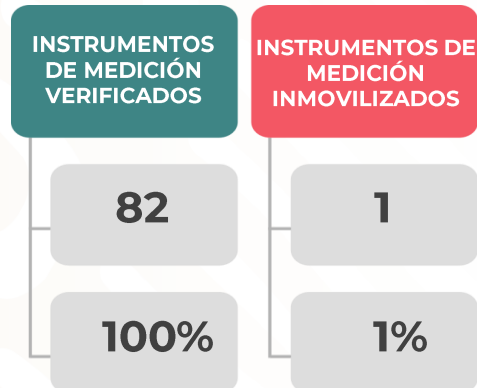 INSTRUMENTOS
DE MEDICIÓN
VERIFICADOS
82
100%
INSTRUMENTOS DE
MEDICIÓN
INMOVILIZADOS
1
1%